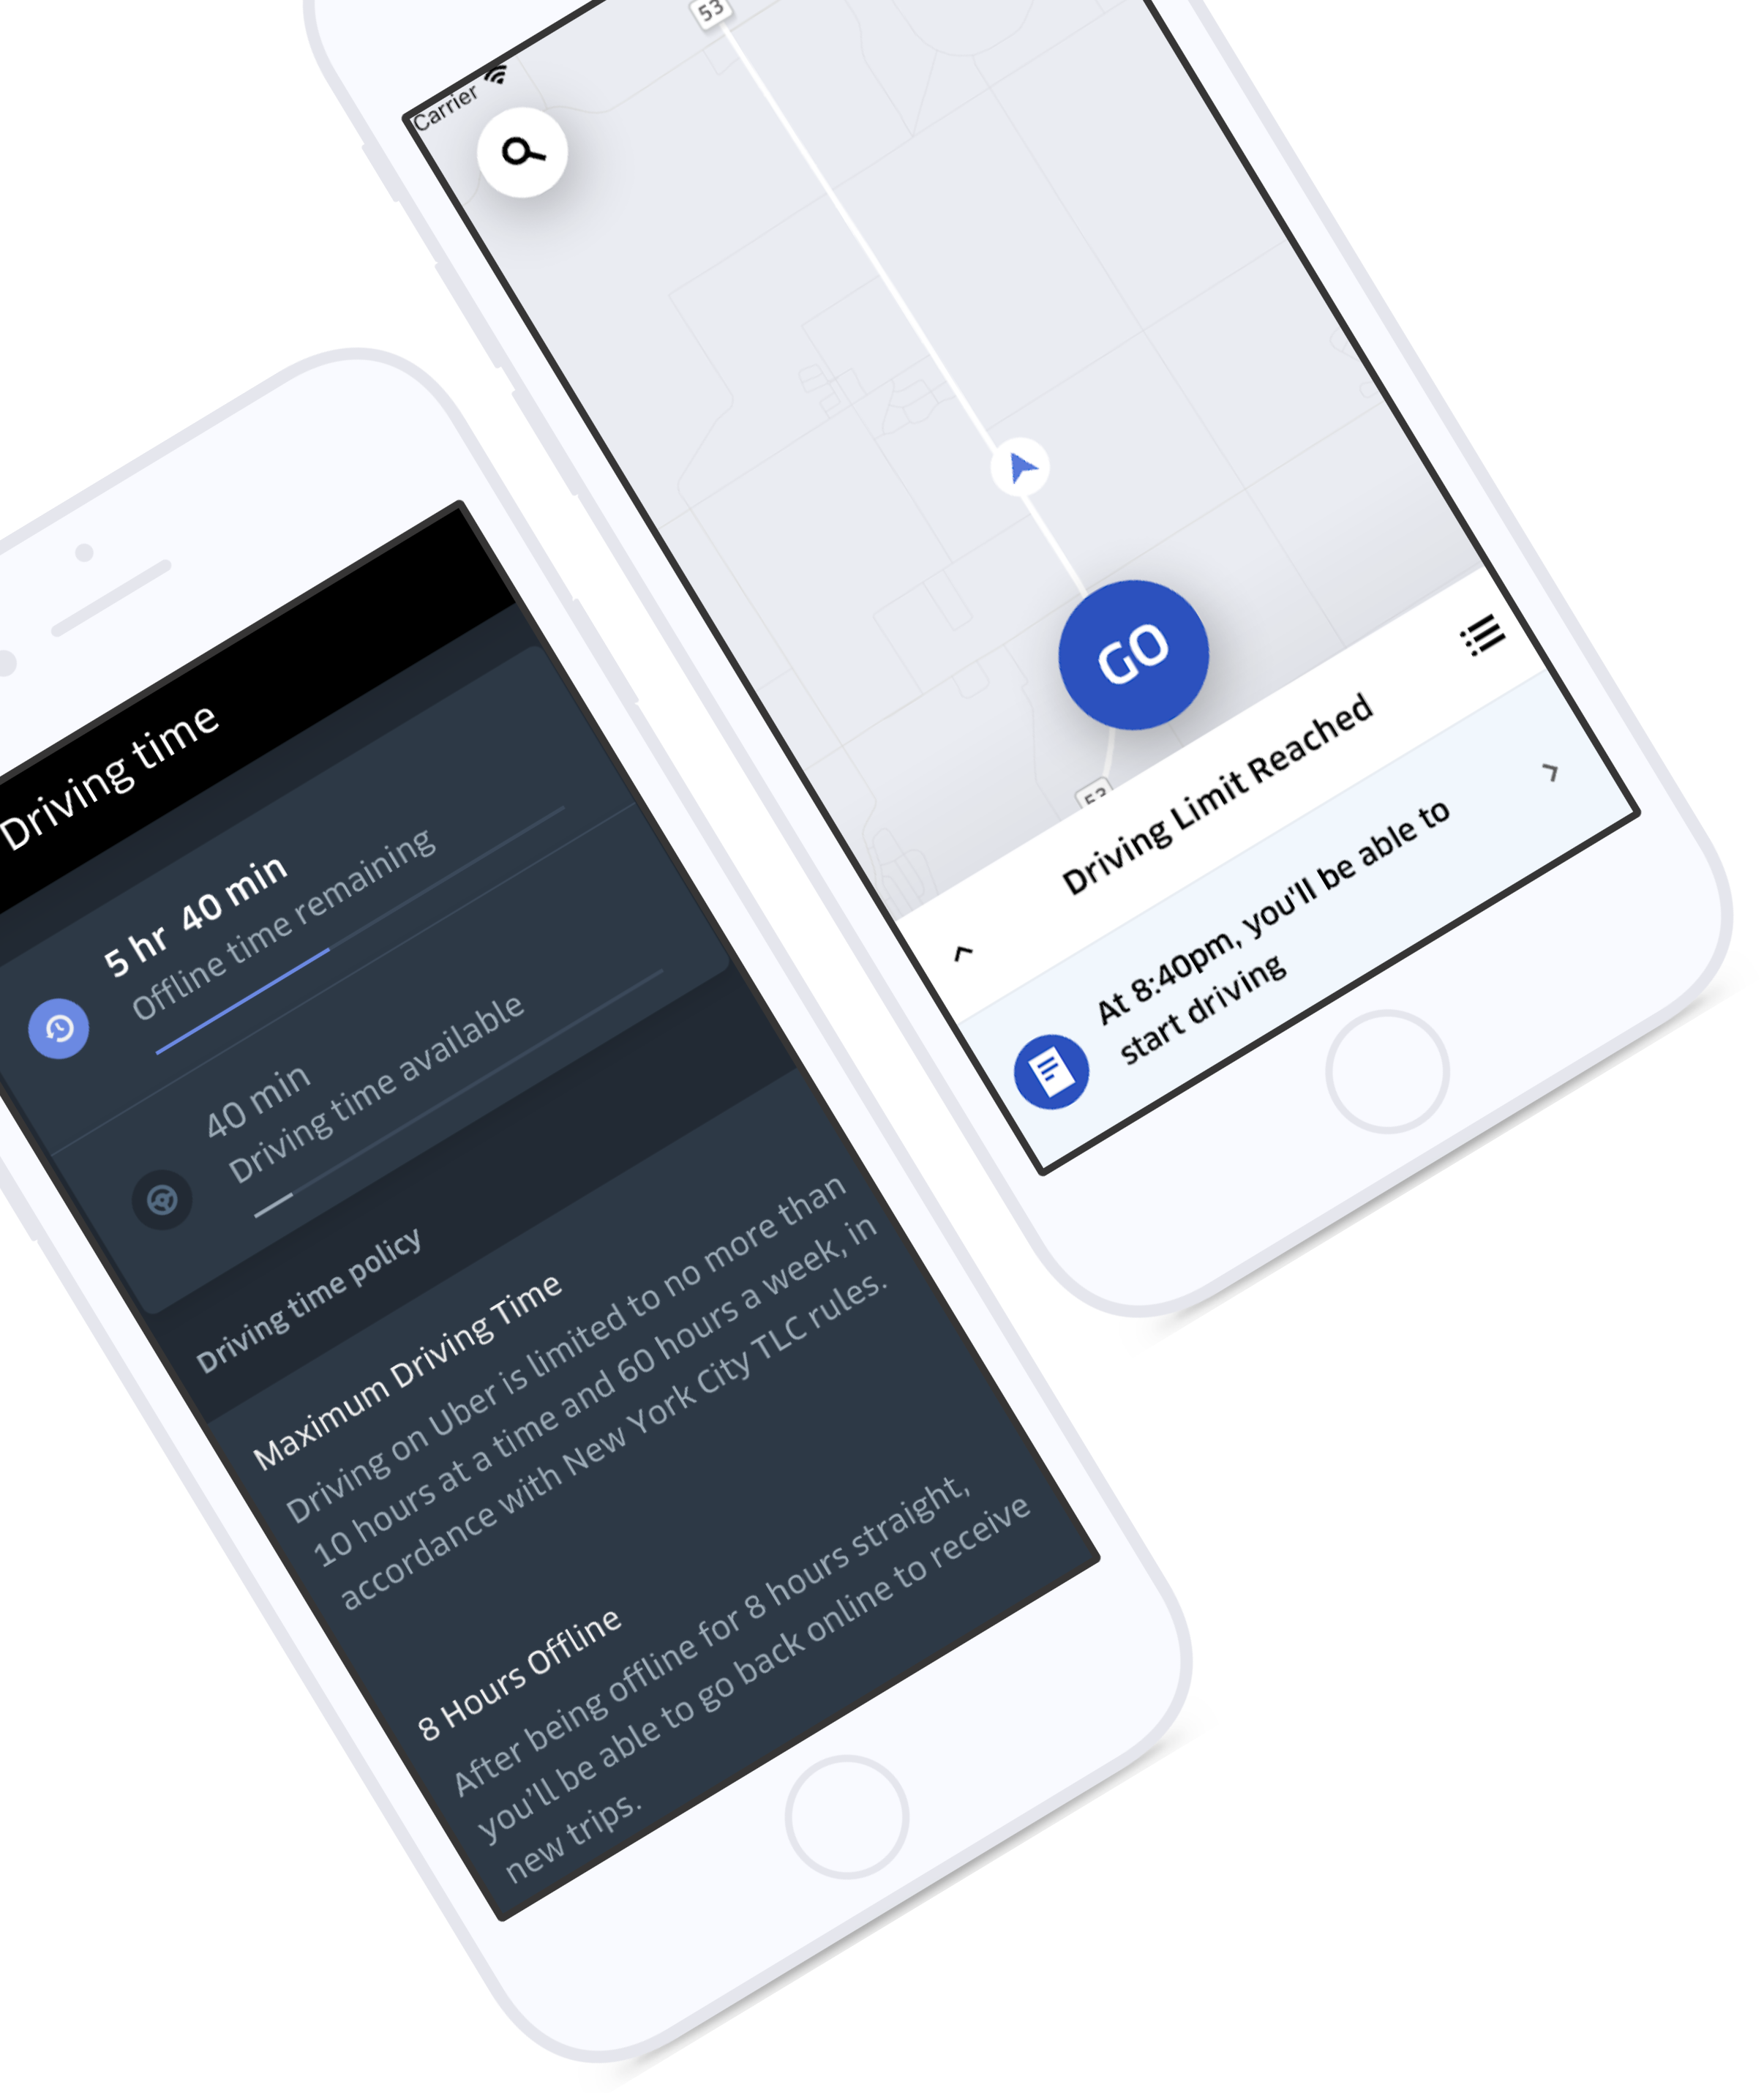 53
Carrier
GO
53
Driving Limit Reached
At 8:40pm, you'll be able to
start driving
Driving time
5 hr 40 min
Offline time remaining
40 min
Driving time available
Driving time policy
Maximum Driving Time
Driving on Uber is limited to no more than
10 hours at a time and 60 hours a week, in
accordance with New York City TLC rules.
8 Hours Offline
After being offline for 8 hours straight,
you'll be able to go back online to receive
new trips.